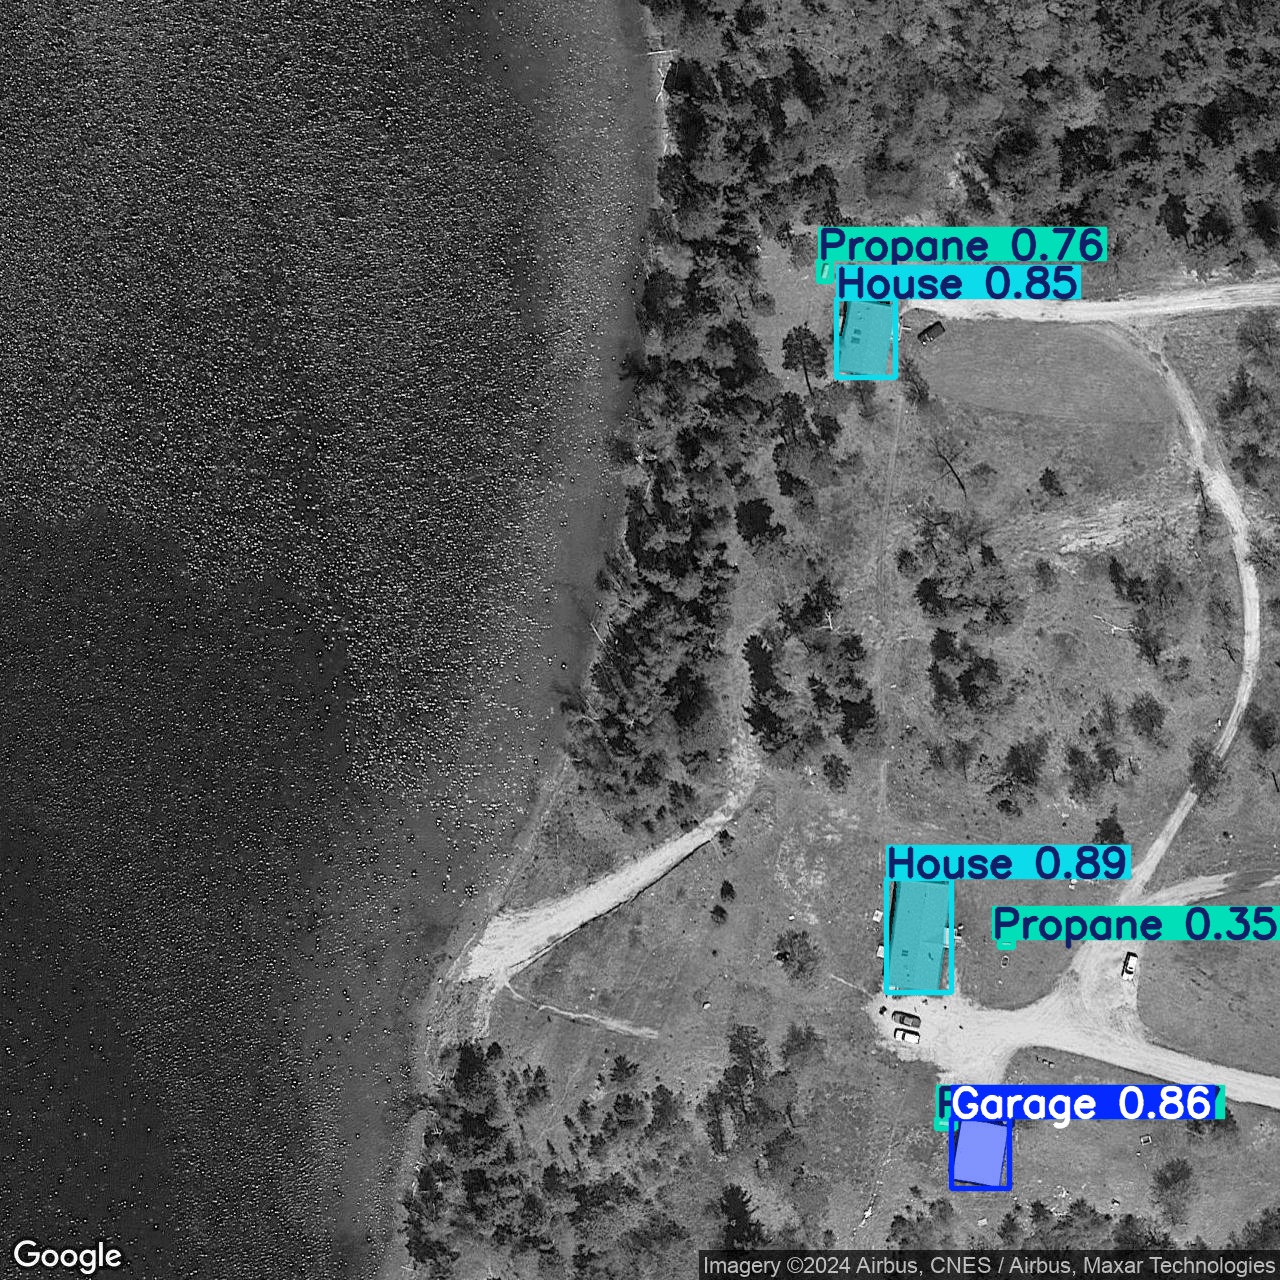 Propane 0.76
House 0.85
House 0.89
Propane 0.35
Garage 0.86
Google
Imagery ©2024 Airbus, CNES / Airbus, Maxar Technologies